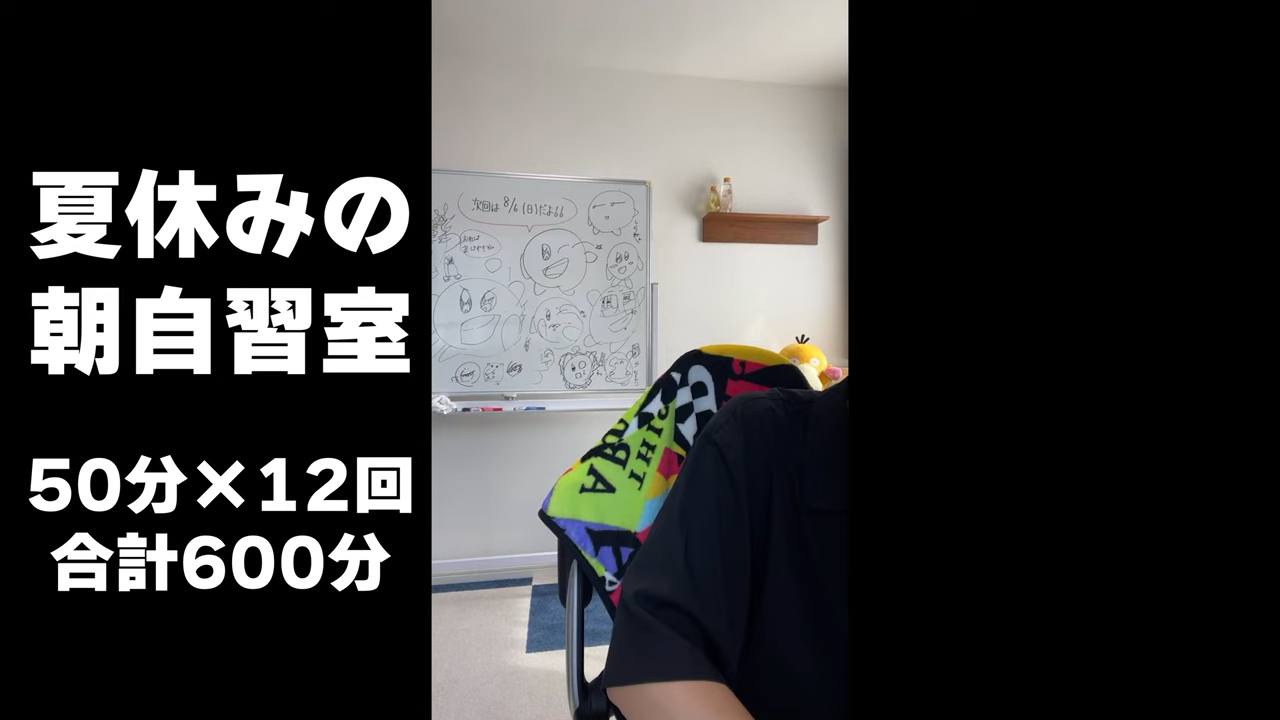 夏休みの
朝自習室
50分×12回
合計600分
次回は 8/6 (日)だよ!!